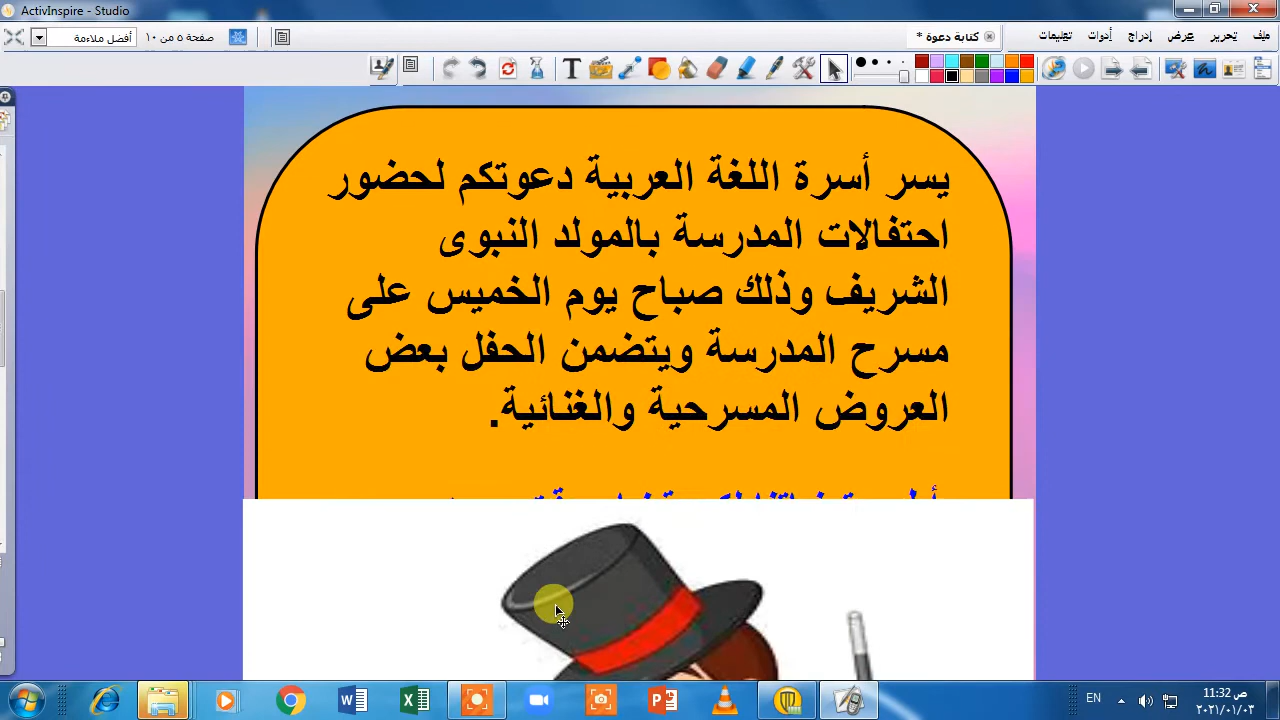 ActivInspire - Studio
ملف تحرير عرض إدراج أدوات تعليمات
كتابة دعوة *
صفحة ٥ من ١٠
أفضل ملاءمة
يسر أسرة اللغة العربية دعوتكم لحضور
احتفالات المدرسة بالمولد النبوى
الشريف وذلك صباح يوم الخميس على
مسرح المدرسة ويتضمن الحفل بعض
العروض المسرحية والغنائية.
EN
11:32 ص
٢٠٢١/٠١/٠٣